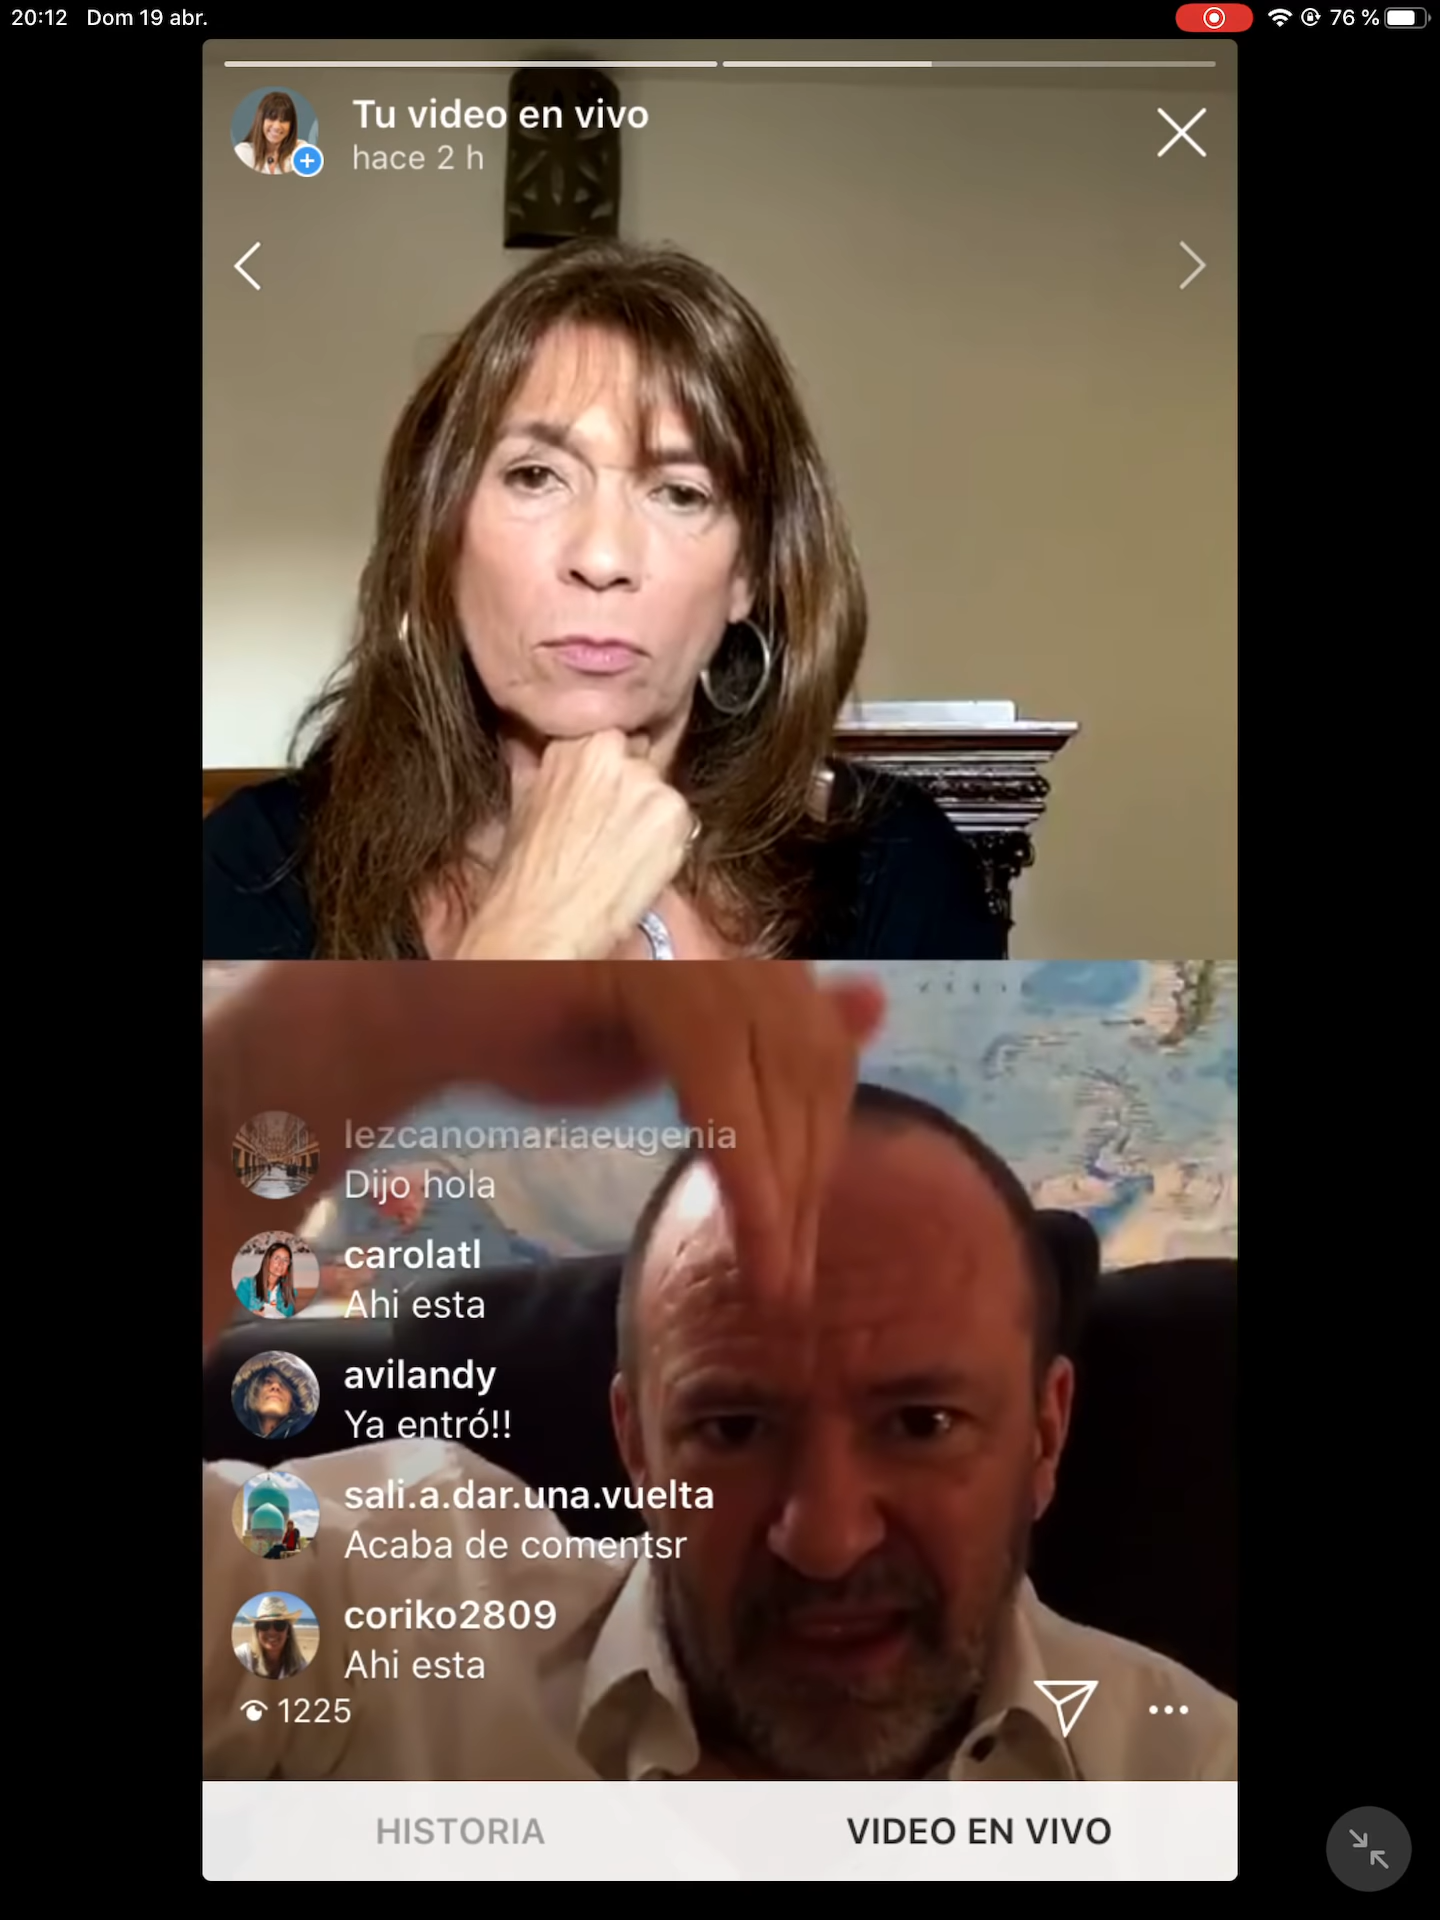 20:12 Dom 19 abr.
76 %
Tu video en vivo
hace 2 h
lezcanomariaeugenia
Dijo hola
carolatl
Ahi esta
avilandy
Ya entró!!
sali.a.dar.una.vuelta
Acaba de comentsr
coriko2809
Ahi esta
1225
HISTORIA
VIDEO EN VIVO